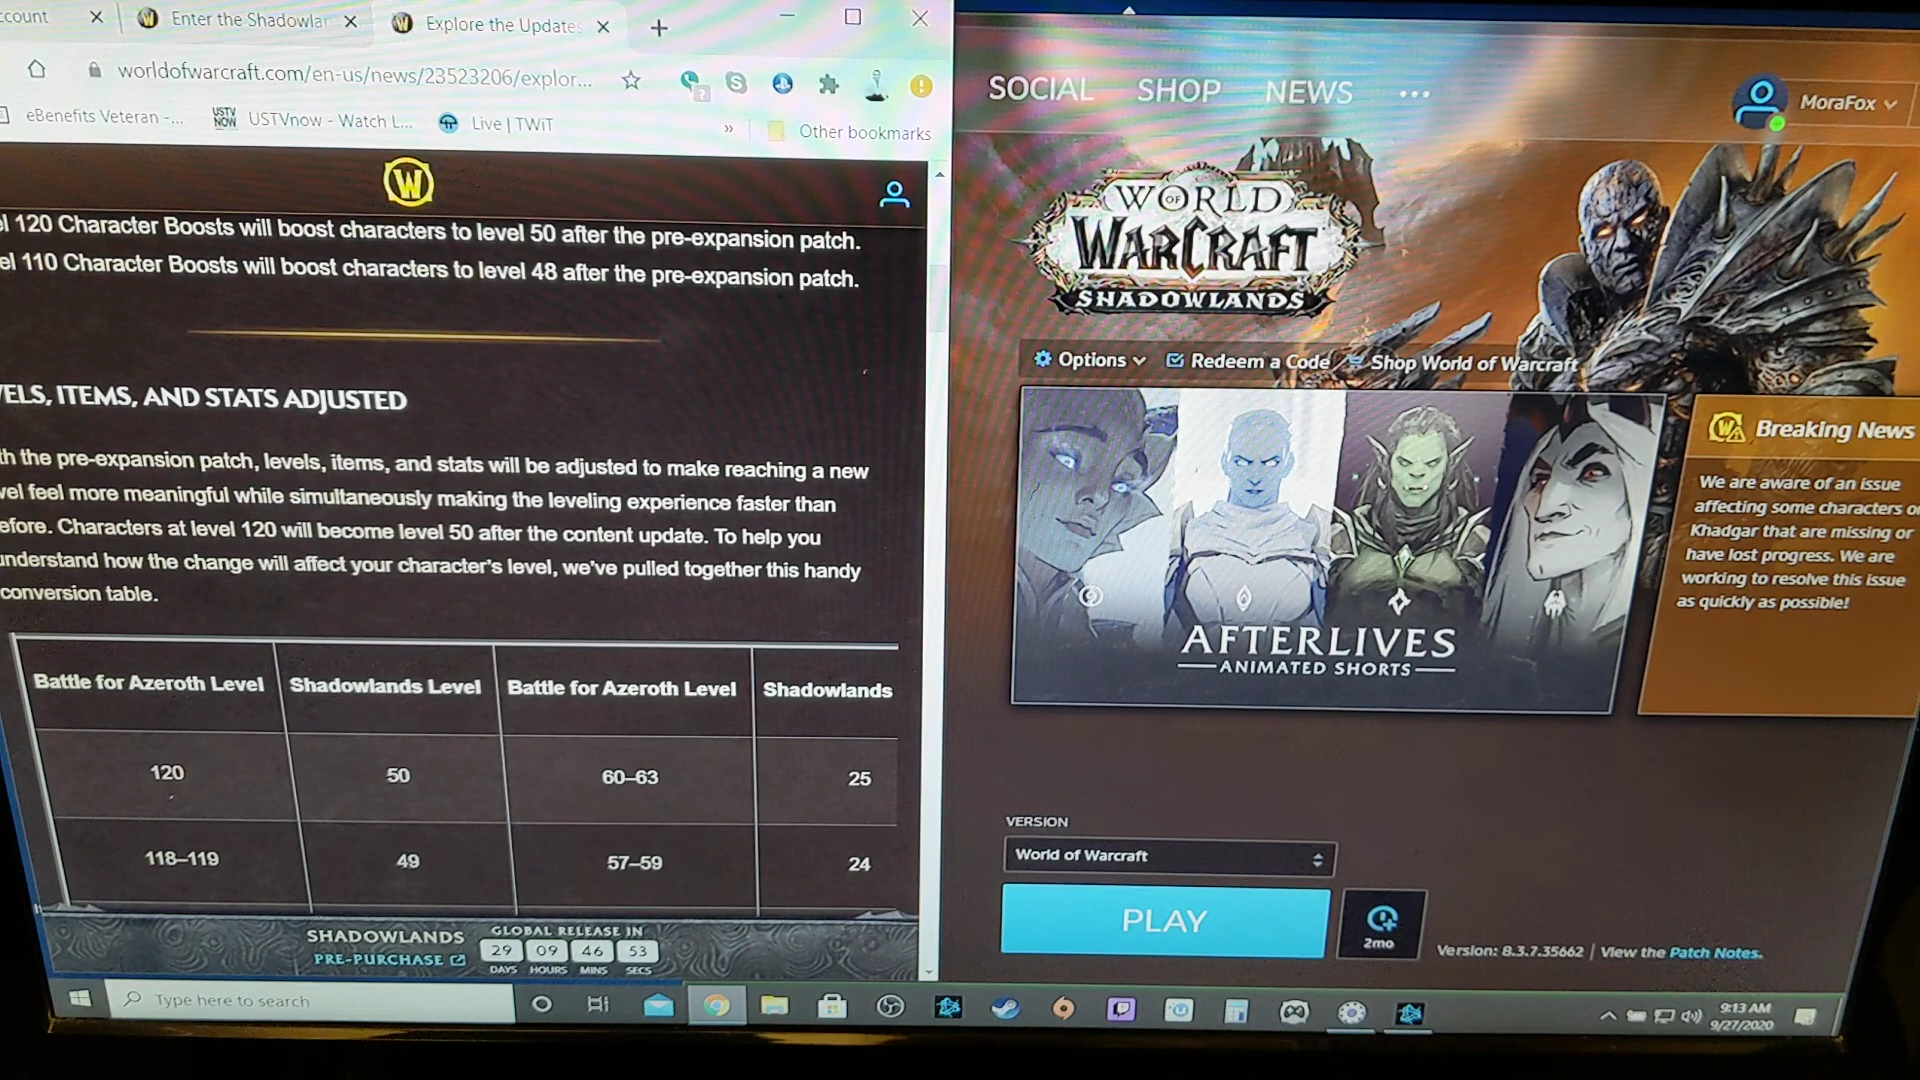 ccount
Enter the Shadowlan
Explore the Updates
worldofwarcraft.com/en-us/news/23523206/explor...
eBenefits Veteran -...
USTV NOW
USTVnow - Watch L...
Live | TWiT
»
Other bookmarks
W
el 120 Character Boosts will boost characters to level 50 after the pre-expansion patch.
el 110 Character Boosts will boost characters to level 48 after the pre-expansion patch.
VELS, ITEMS, AND STATS ADJUSTED
th the pre-expansion patch, levels, items, and stats will be adjusted to make reaching a new
vel feel more meaningful while simultaneously making the leveling experience faster than
efore. Characters at level 120 will become level 50 after the content update. To help you
understand how the change will affect your character's level, we've pulled together this handy
conversion table.
Battle for Azeroth Level Shadowlands Level Battle for Azeroth Level Shadowlands
120 50 60–63 25
118–119 49 57–59 24
SHADOWLANDS
PRE-PURCHASE
GLOBAL RELEASE IN
29 09 46 53
DAYS HOURS MINS SECS
SOCIAL SHOP NEWS ...
MoraFox
WORLD OF
WARCRAFT
SHADOWLANDS
Options Redeem a Code Shop World of Warcraft
AFTERLIVES
ANIMATED SHORTS
Breaking News
We are aware of an issue
affecting some characters on
Khadgar that are missing or
have lost progress. We are
working to resolve this issue
as quickly as possible!
VERSION
World of Warcraft
PLAY
2mo
Version: 8.3.7.35662 | View the Patch Notes.
Type here to search
9:13 AM
9/27/2020